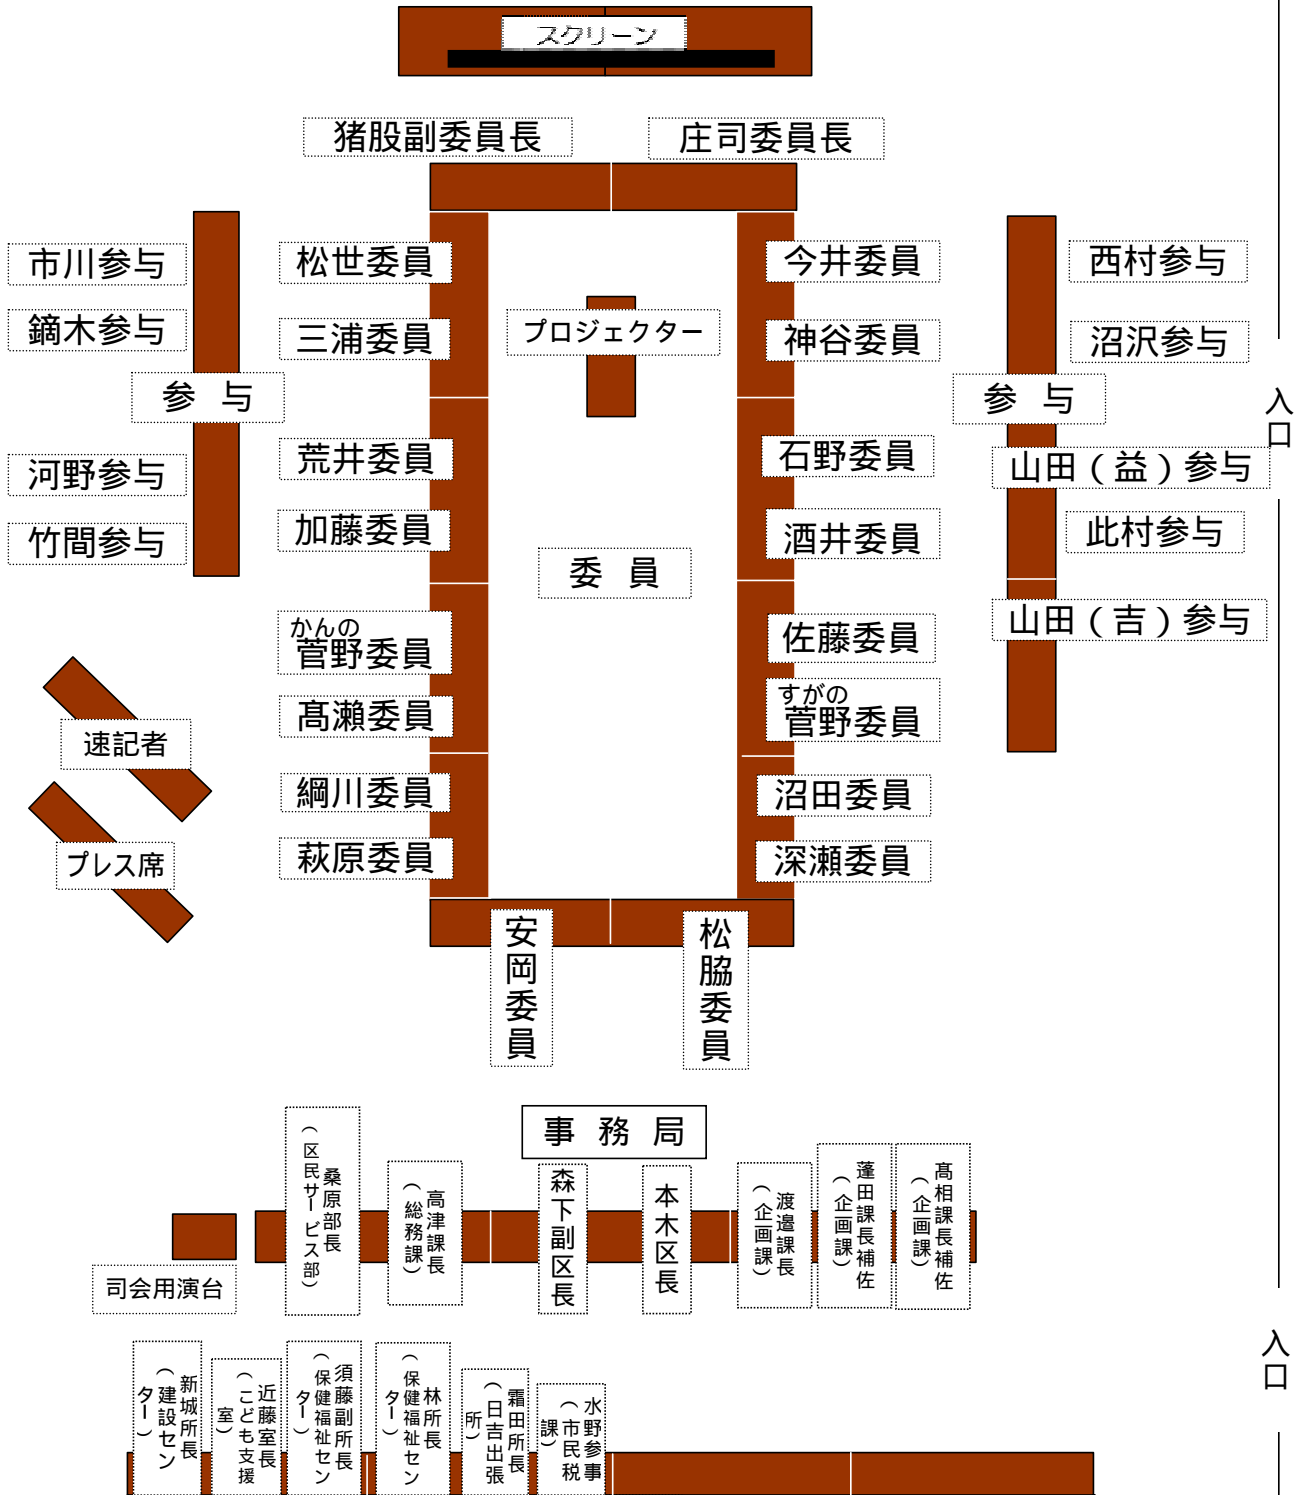 スクリーン
猪股副委員長
庄司委員長
市川参与
鏑木参与
参 与
河野参与
竹間参与
松世委員
三浦委員
荒井委員
加藤委員
かんの
菅野委員
髙瀨委員
綱川委員
萩原委員
プロジェクター
委 員
今井委員
神谷委員
石野委員
酒井委員
佐藤委員
すがの
菅野委員
沼田委員
深瀬委員
西村参与
沼沢参与
参 与
山田（益）参与
此村参与
山田（吉）参与
入口
速記者
プレス席
安岡委員
松脇委員
事 務 局
桑原部長
（区民サービス部）
高津課長
（総務課）
森下副区長
本木区長
渡邉課長
（企画課）
蓬田課長補佐
（企画課）
髙相課長補佐
（企画課）
司会用演台
新城所長
（建設セン
ター）
近藤室長
（こども支援
室）
須藤副所長
（保健福祉セン
ター）
林所長
（保健福祉セン
ター）
霜田所長
（日吉出張
所）
水野参事
（市民税
課）
入口